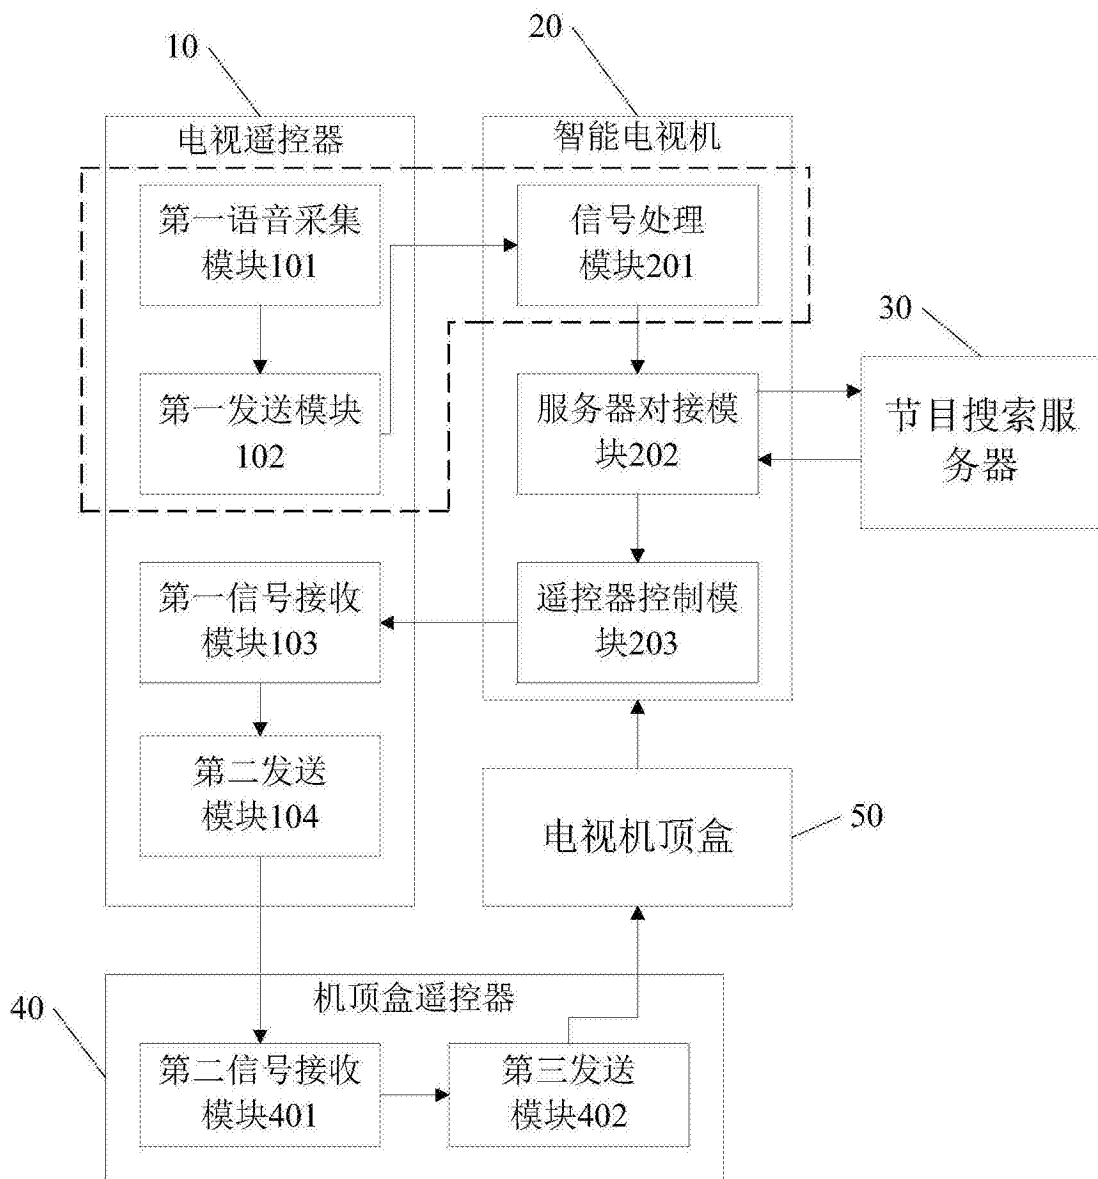 10
20
电视遥控器
智能电视机
第一语音采集
模块101
信号处理
模块201
30
第一发送模块
102
服务器对接模
块202
节目搜索服
务器
第一信号接收
模块103
遥控器控制模
块203
第二发送
模块104
电视机顶盒
50
40
机顶盒遥控器
第二信号接收
模块401
第三发送
模块402